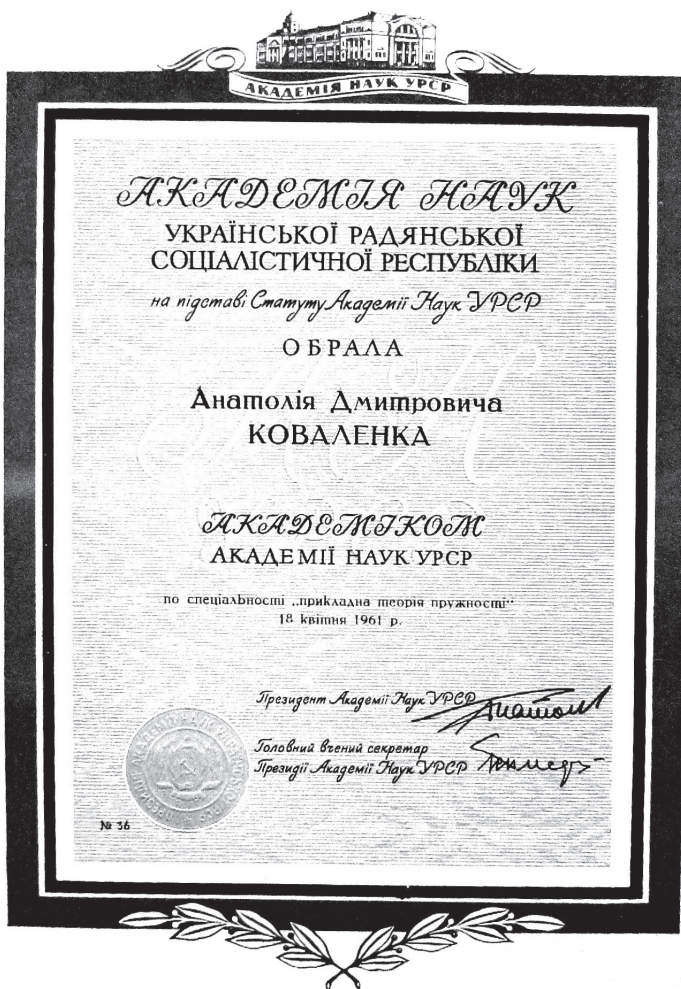 АКАДЕМІЯ НАУК УРСР
АКАДЕМІЯ НАУК
УКРАЇНСЬКОЇ РАДЯНСЬКОЇ
СОЦІАЛІСТИЧНОЇ РЕСПУБЛІКИ
на підставі Статуту Академії Наук УРСР
ОБРАЛА
Анатолія Дмитровича
КОВАЛЕНКА
АКАДЕМІКОМ
АКАДЕМІЇ НАУК УРСР
по спеціальності „прикладна теорія пружності“
18 квітня 1961 р.
Президент Академії Наук УРСР
Головний вчений секретар
Президії Академії Наук УРСР
№ 36